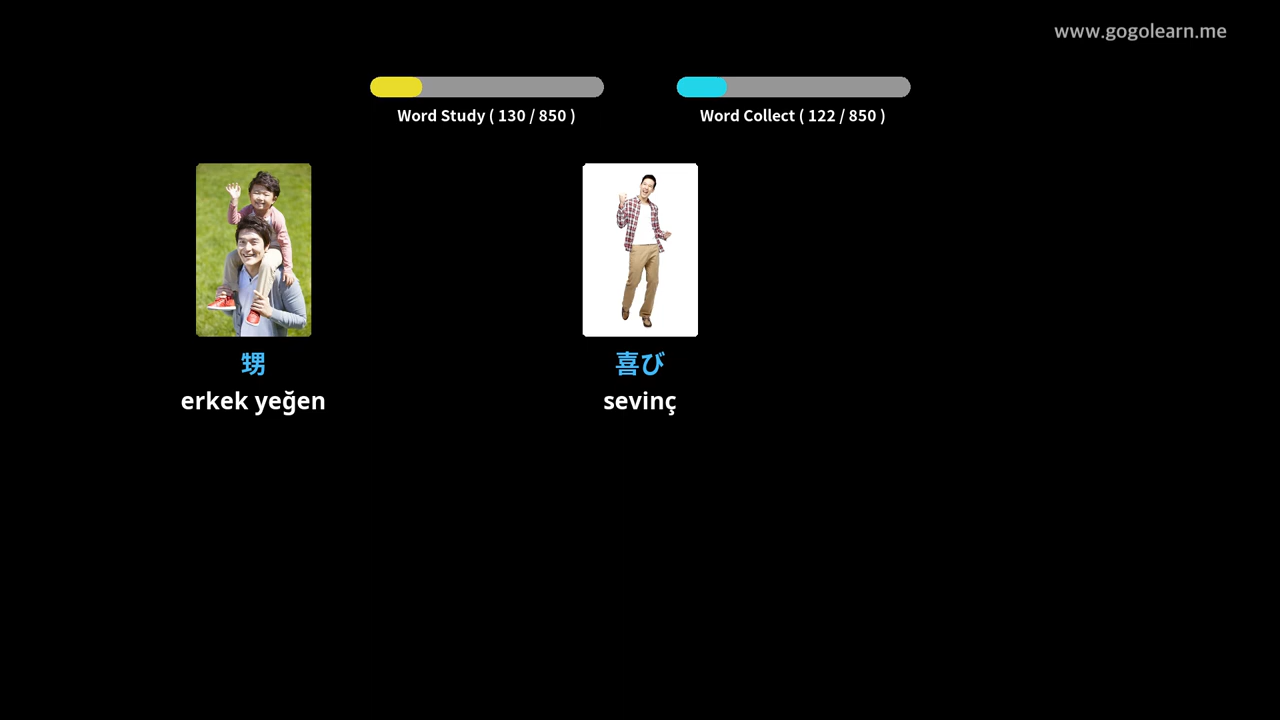 www.gogolearn.me
Word Study ( 130 / 850 )
Word Collect ( 122 / 850 )
甥
erkek yeğen
喜び
sevinç